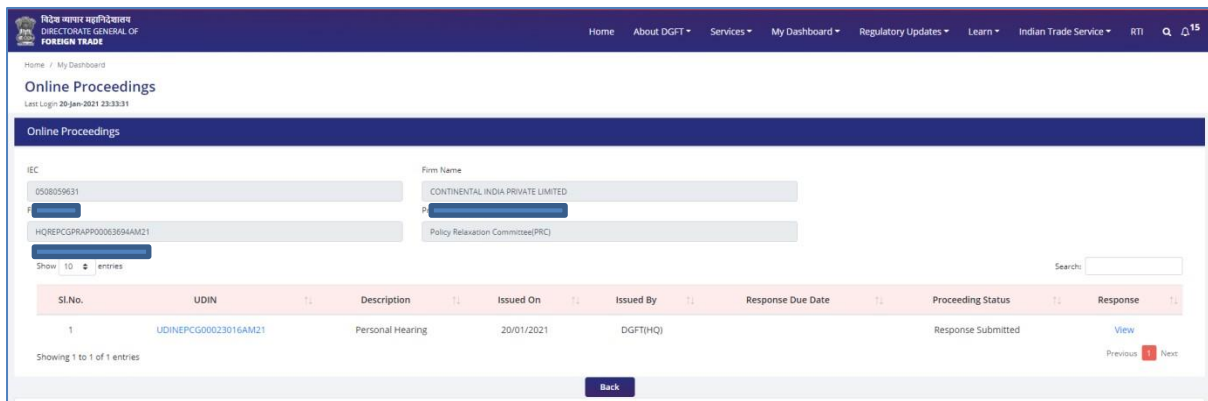 विदेश व्यापार महानिदेशालय
DIRECTORATE GENERAL OF
FOREIGN TRADE
Home About DGFT Services My Dashboard Regulatory Updates Learn Indian Trade Service RTI 15
Home / My Dashboard
Online Proceedings
Last Login 20-Jan-2021 23:33:31
Online Proceedings
IEC Firm Name
0508059631 CONTINENTAL INDIA PRIVATE LIMITED
HQREPCGPRAPP00063694AM21 Policy Relaxation Committee(PRC)
Show 10 entries Search:
Sl.No. UDIN Description Issued On Issued By Response Due Date Proceeding Status Response
1 UDINEPCG00023016AM21 Personal Hearing 20/01/2021 DGFT(HQ) Response Submitted View
Showing 1 to 1 of 1 entries Previous 1 Next
Back